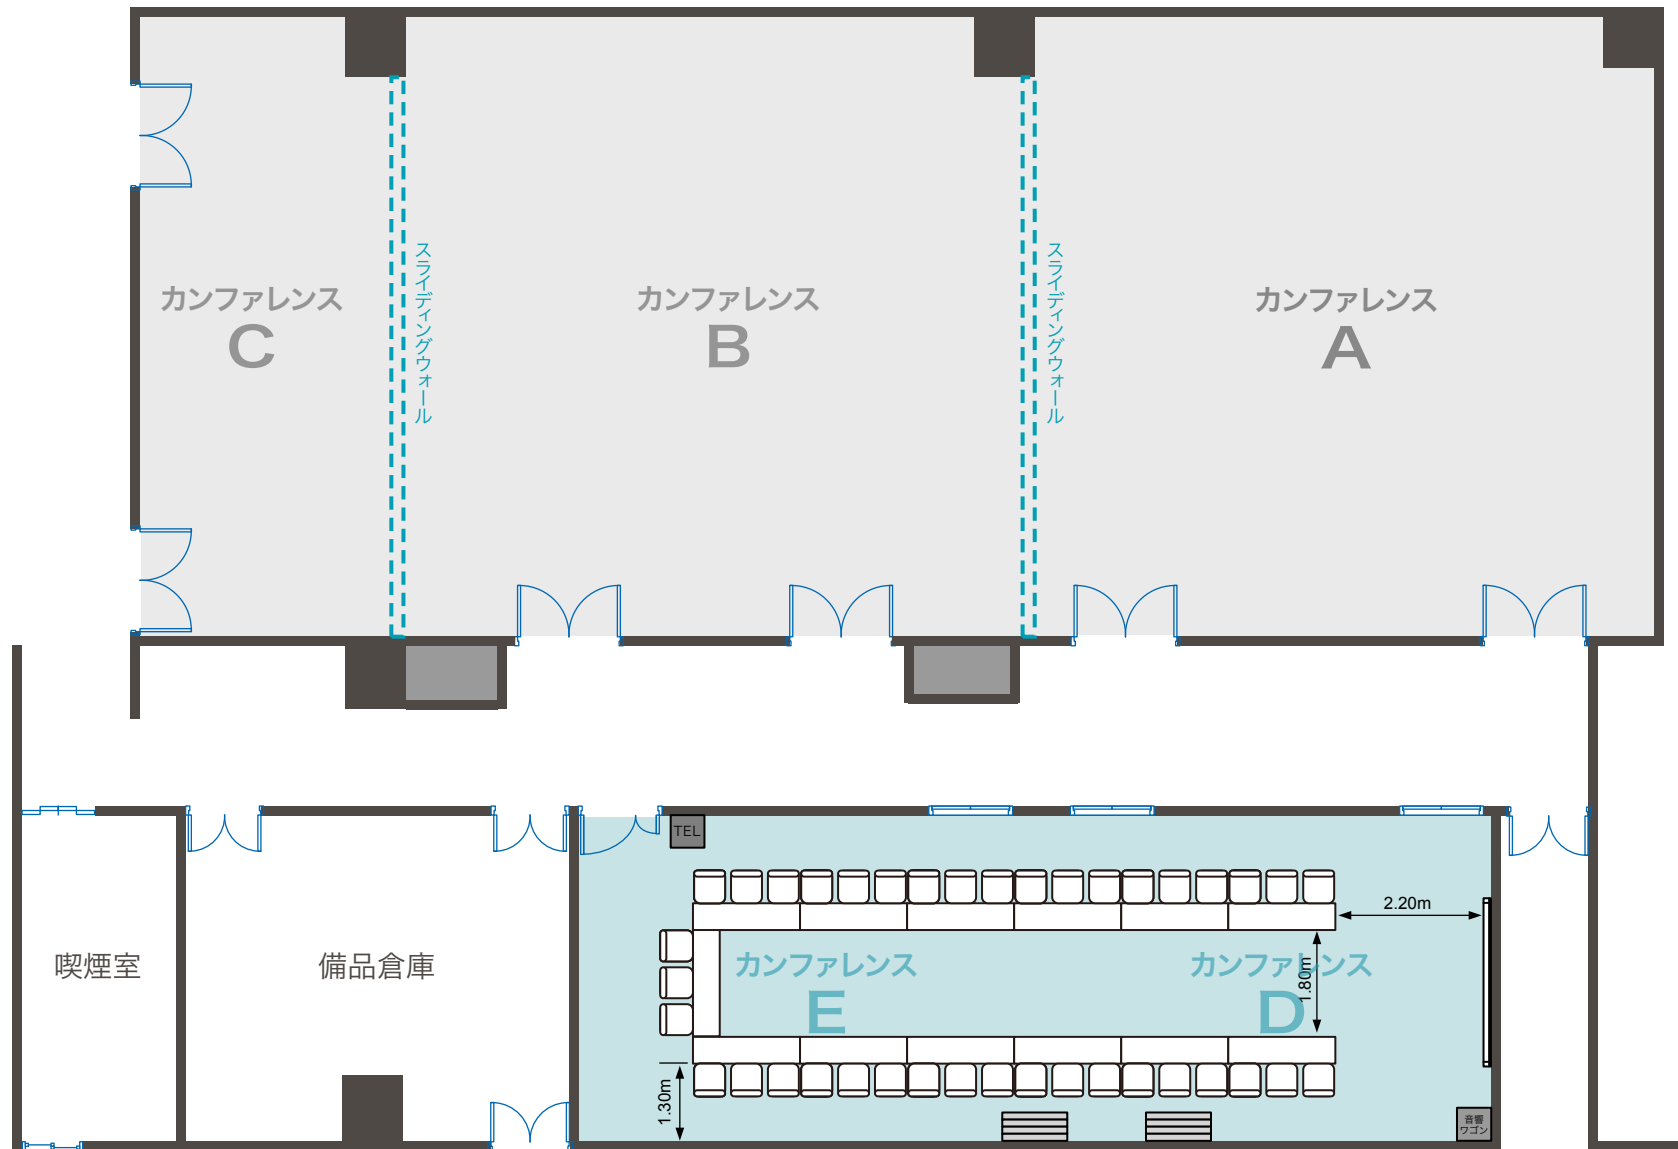 カンファレンス
C
スライディングウォール
カンファレンス
B
スライディングウォール
カンファレンス
A
TEL
2.20m
喫煙室
備品倉庫
カンファレンス
E
カンファレンス
D
1.80m
1.30m
音響
ワゴン